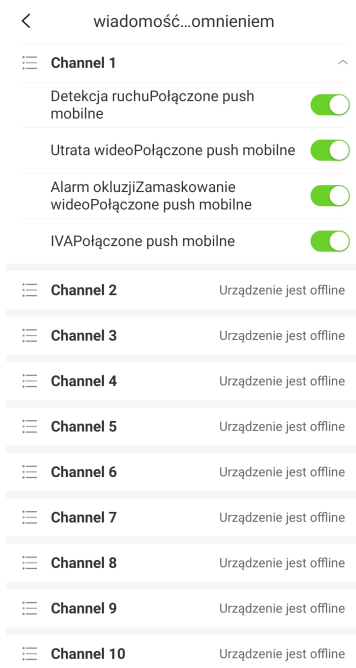 wiadomość...omnieniem
Channel 1
Detekcja ruchuPołączone push
mobilne
Utrata wideoPołączone push mobilne
Alarm okluzjiZamaskowanie
wideoPołączone push mobilne
IVAPołączone push mobilne
Channel 2 Urządzenie jest offline
Channel 3 Urządzenie jest offline
Channel 4 Urządzenie jest offline
Channel 5 Urządzenie jest offline
Channel 6 Urządzenie jest offline
Channel 7 Urządzenie jest offline
Channel 8 Urządzenie jest offline
Channel 9 Urządzenie jest offline
Channel 10 Urządzenie jest offline